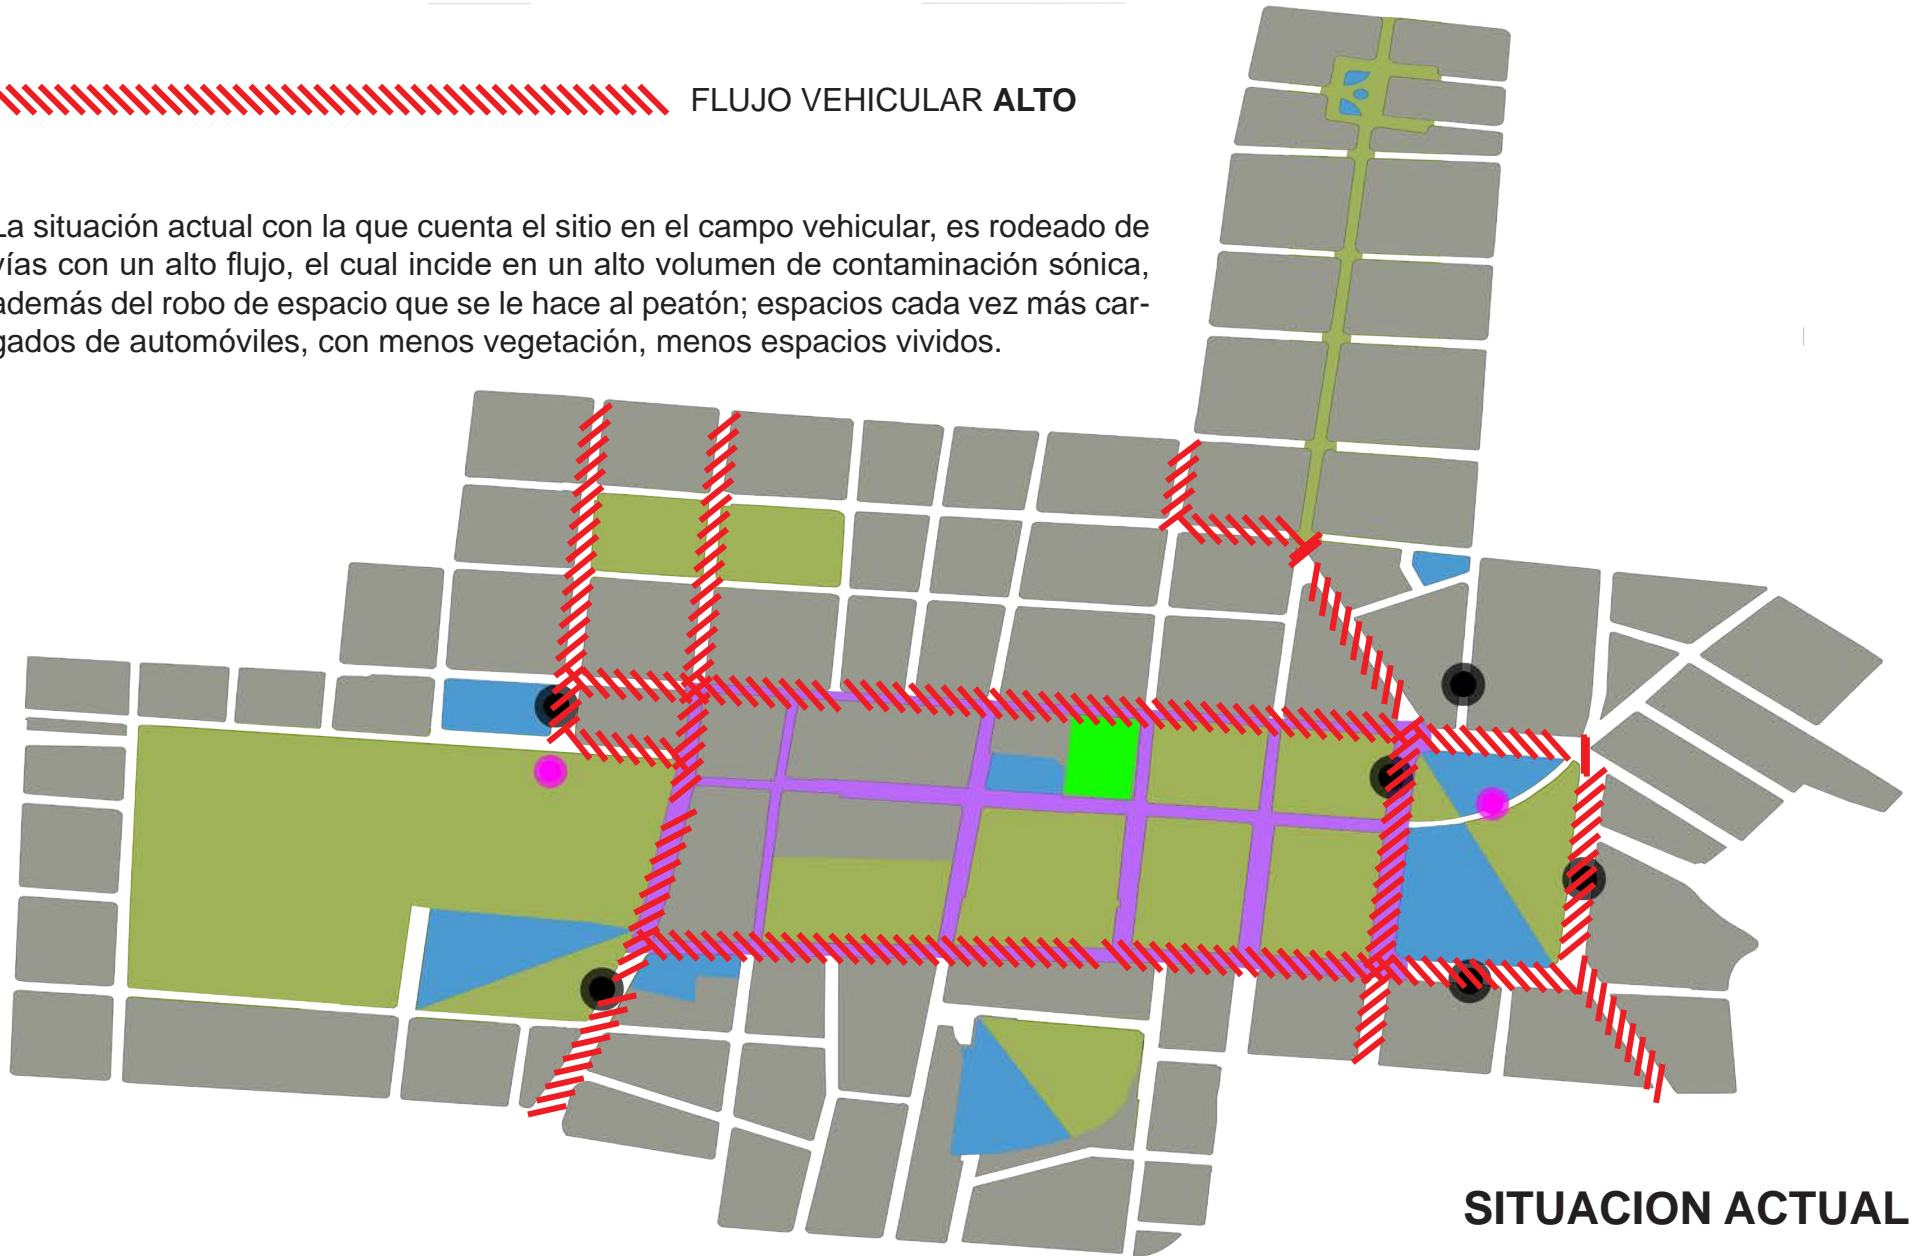 FLUJO VEHICULAR ALTO
La situación actual con la que cuenta el sitio en el campo vehicular, es rodeado de
vías con un alto flujo, el cual incide en un alto volumen de contaminación sónica,
además del robo de espacio que se le hace al peatón; espacios cada vez más car-
gados de automóviles, con menos vegetación, menos espacios vividos.
SITUACION ACTUAL